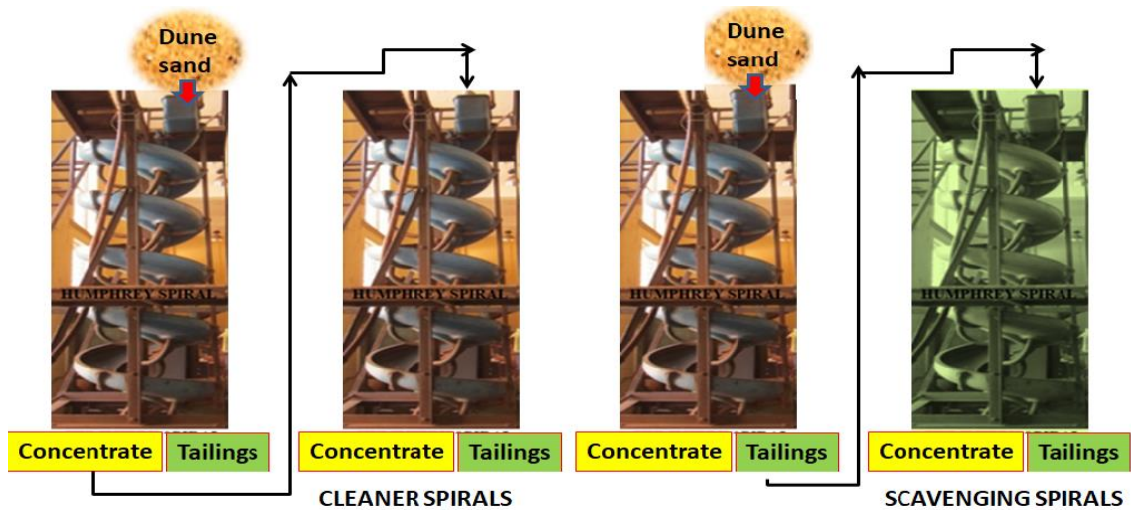 Dune
sand
Dune
sand
HUMPHREY SPIRAL
HUMPHREY SPIRAL
HUMPHREY SPIRAL
HUMPHREY SPIRAL
Concentrate
Tailings
Concentrate
Tailings
Concentrate
Tailings
Concentrate
Tailings
CLEANER SPIRALS
SCAVENGING SPIRALS